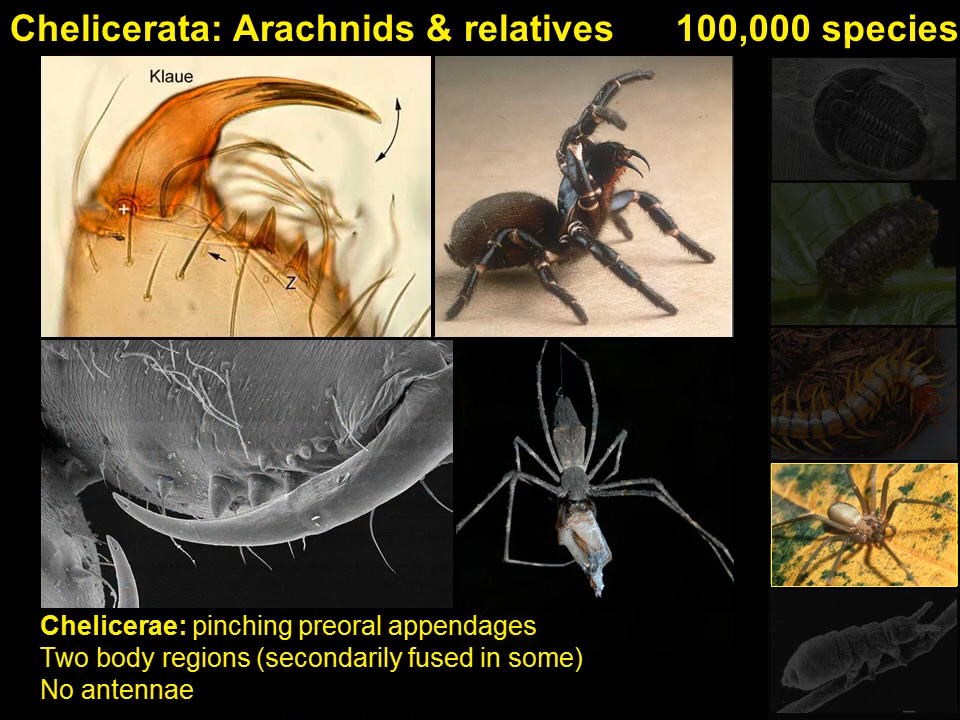 Chelicerata: Arachnids & relatives 100,000 species
Klaue
+
Z
Chelicerae: pinching preoral appendages
Two body regions (secondarily fused in some)
No antennae